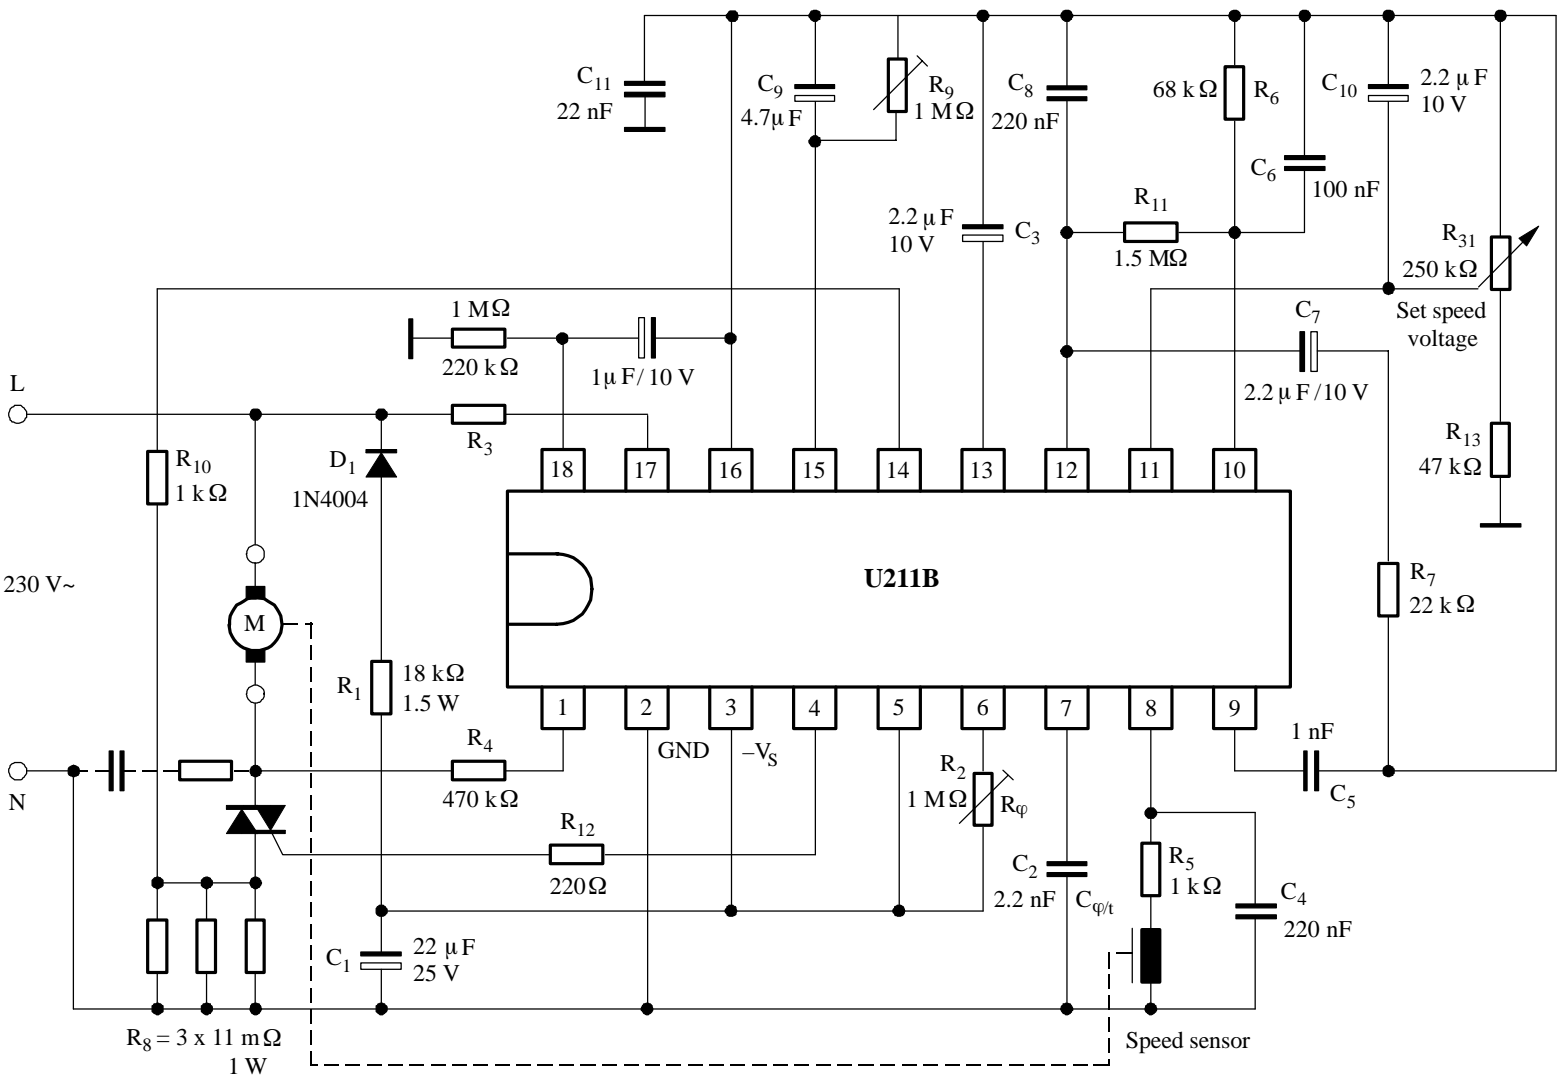 C11
22 nF
C9
4.7μF
R9
1 MΩ
C8
220 nF
68 kΩ
R6
C10
2.2 μF
10 V
C6
100 nF
R11
1.5 MΩ
2.2 μF
10 V
C3
R31
250 kΩ
Set speed
voltage
1 MΩ
220 kΩ
1μF/10 V
C7
2.2 μF/10 V
L
R3
R10
1 kΩ
D1
1N4004
18
17
16
15
14
13
12
11
10
R13
47 kΩ
230 V~
U211B
R7
22 kΩ
M
R1
18 kΩ
1.5 W
1
2
3
4
5
6
7
8
9
GND
–VS
1 nF
C5
N
R4
470 kΩ
R2
1 MΩ
Rφ
R12
220Ω
C2
2.2 nF
Cφ/t
R5
1 kΩ
C4
220 nF
C1
22 μF
25 V
R8 = 3 x 11 mΩ
1 W
Speed sensor